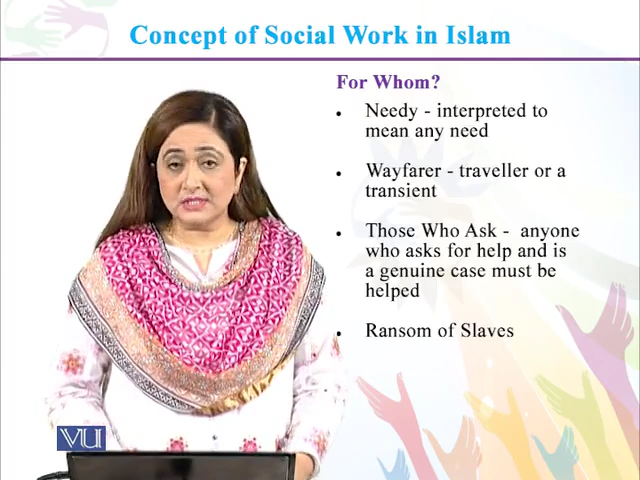 Concept of Social Work in Islam
For Whom?
• Needy - interpreted to
mean any need
• Wayfarer - traveller or a
transient
• Those Who Ask - anyone
who asks for help and is
a genuine case must be
helped
• Ransom of Slaves
VU